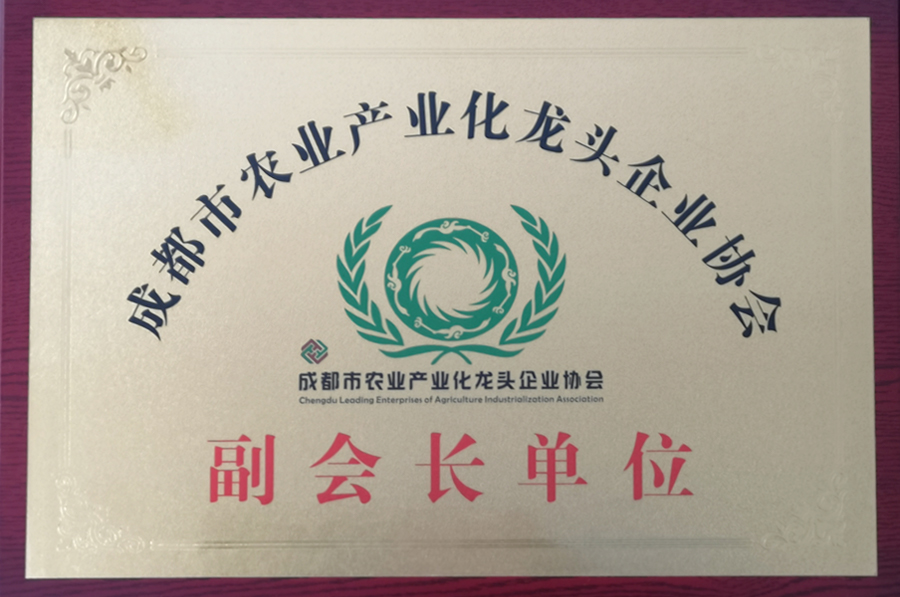 成都市农业产业化龙头企业协会
成都市农业产业化龙头企业协会
Chengdu Leading Enterprises of Agriculture Industrialization Association
副会长单位